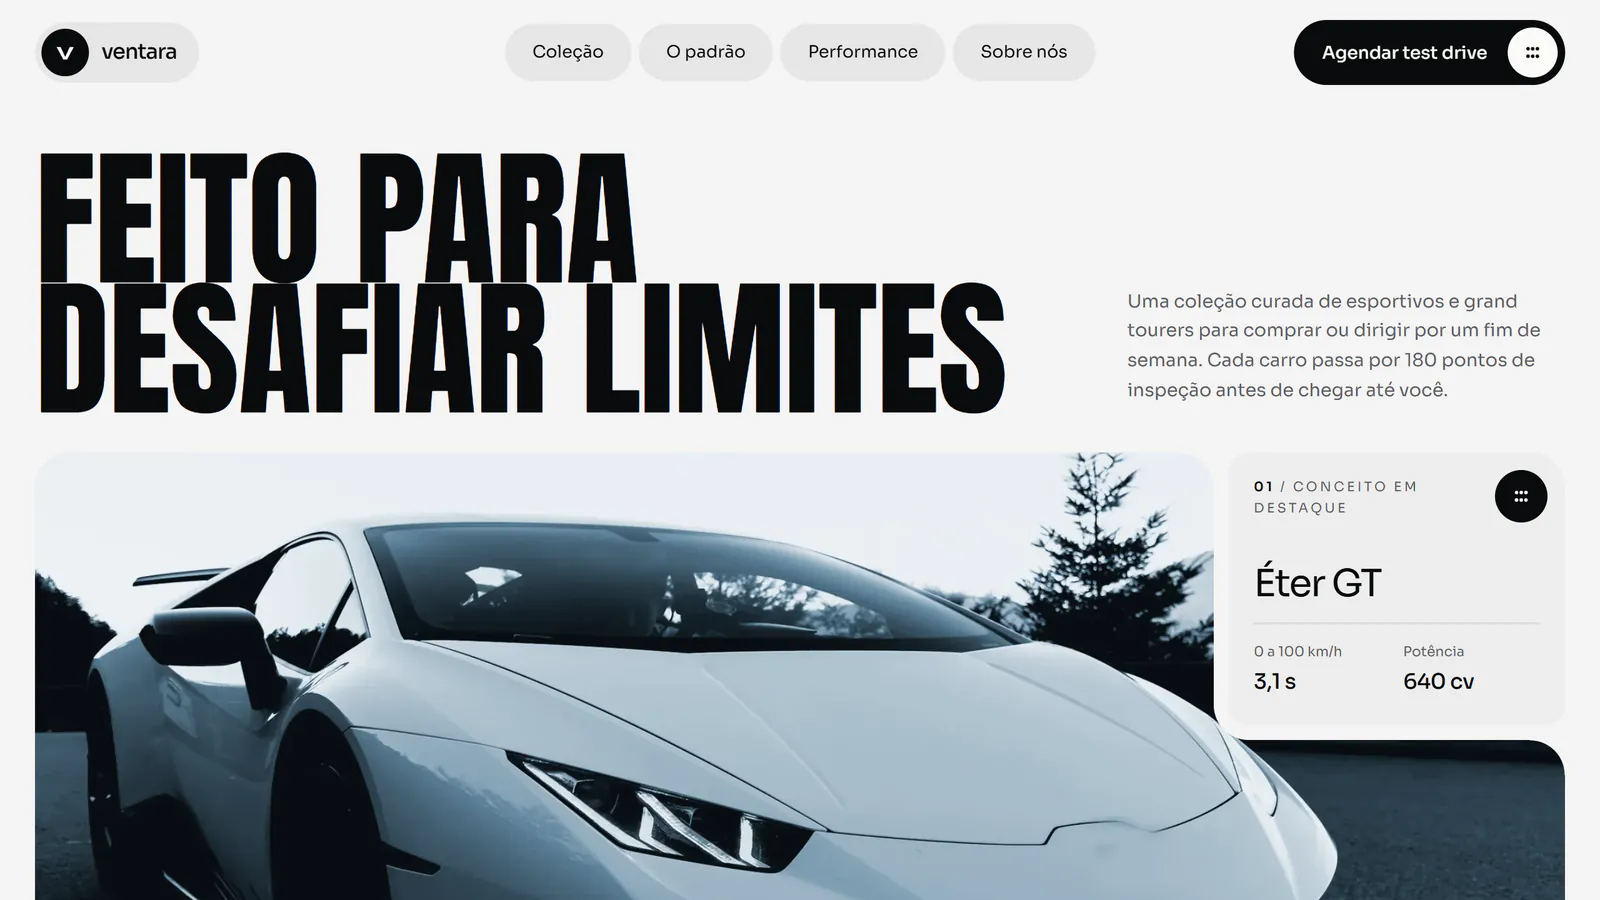 v ventara
Coleção
O padrão
Performance
Sobre nós
Agendar test drive
FEITO PARA
DESAFIAR LIMITES
Uma coleção curada de esportivos e grand
tourers para comprar ou dirigir por um fim de
semana. Cada carro passa por 180 pontos de
inspeção antes de chegar até você.
01 / CONCEITO EM
DESTAQUE
Éter GT
0 a 100 km/h
3,1 s
Potência
640 cv